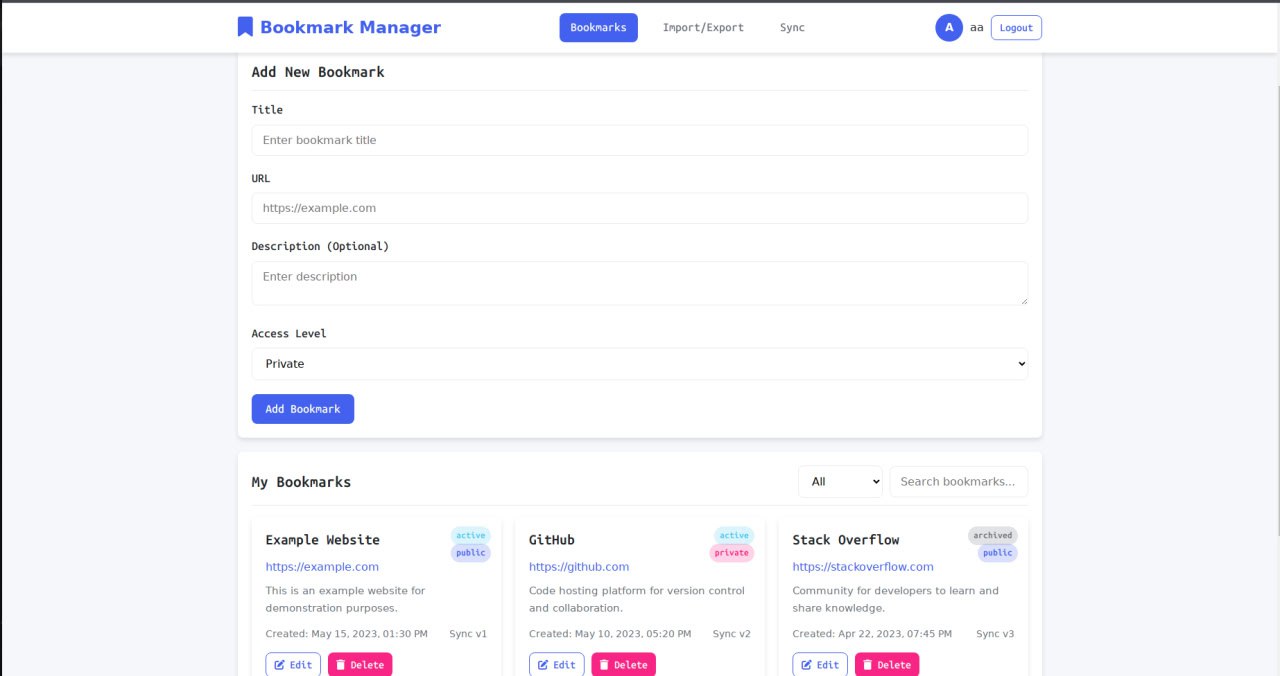 Bookmark Manager
Bookmarks Import/Export Sync
A aa Logout
Add New Bookmark
Title
Enter bookmark title
URL
https://example.com
Description (Optional)
Enter description
Access Level
Private
Add Bookmark
My Bookmarks
All
Search bookmarks...
Example Website
active
public
https://example.com
This is an example website for
demonstration purposes.
Created: May 15, 2023, 01:30 PM Sync v1
Edit Delete
GitHub
active
private
https://github.com
Code hosting platform for version control
and collaboration.
Created: May 10, 2023, 05:20 PM Sync v2
Edit Delete
Stack Overflow
archived
public
https://stackoverflow.com
Community for developers to learn and
share knowledge.
Created: Apr 22, 2023, 07:45 PM Sync v3
Edit Delete